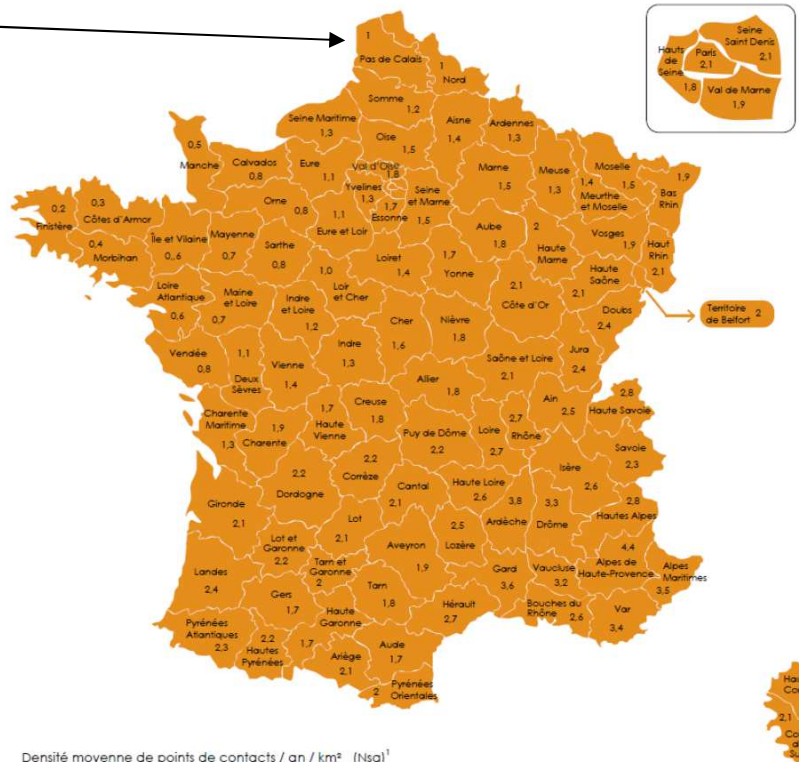 1
Pas de Calais
1
Nord
Somme
1,2
Seine Maritime
1,3
Oise
1,5
Aisne
1,4
Ardennes
1,3
Hauts
de
Seine
1,8
Paris
2,1
Seine
Saint Denis
2,1
Val de Marne
1,9
0,5
Manche
Calvados
0,8
Eure
1,1
Val d'Oise
1,8
Yvelines
1,3
1,7
Essonne
Seine
et Marne
1,5
Marne
1,5
Meuse
1,3
Moselle
1,5
1,4
Meurthe
et Moselle
1,9
Bas
Rhin
0,2
Finistère
0,3
Côtes d'Armor
0,4
Morbihan
Île et Vilaine
0,,6
Mayenne
0,7
Orne
0,8
Sarthe
0,8
1,1
Eure et Loir
Loiret
1,4
1,7
Yonne
Aube
1,8
2
Haute
Marne
Vosges
1,9
Haut
Rhin
2,1
Haute
Saône
2,1
Territoire
de Belfort 2
Loire
Atlantique
0,6
Maine
et Loire
0,7
Indre
et Loire
1,2
1,0
Loir
et Cher
Cher
1,6
Nièvre
1,8
2,1
Côte d'Or
Doubs
2,4
Jura
2,4
Vendée
0,8
1,1
Deux
Sèvres
Vienne
1,4
Indre
1,3
Allier
1,8
Saône et Loire
2,1
Ain
2,5
2,8
Haute Savoie
Charente
Maritime
1,3
1,9
Charente
1,7
Haute
Vienne
Creuse
1,8
Puy de Dôme
2,2
Loire
2,7
2,7
Rhône
Isère
2,6
Savoie
2,3
Gironde
2,1
2,2
Dordogne
2,2
Corrèze
Cantal
2,1
Haute Loire
2,6
3,8
Ardèche
3,3
Drôme
2,8
Hautes Alpes
Lot et
Garonne
2,2
Lot
2,1
Aveyron
1,9
2,5
Lozère
Gard
3,6
Vaucluse
3,2
4,4
Alpes de
Haute-Provence
Alpes
Maritimes
3,5
Landes
2,4
Gers
1,7
Tarn et
Garonne
2
Tarn
1,8
Hérault
2,7
Bouches du
Rhône
2,6
Var
3,4
Pyrénées
Atlantiques
2,3
2,2
Hautes
Pyrénées
Haute
Garonne
1,7
Ariège
2,1
Aude
1,7
2
Pyrénées
Orientales
2,1
Densité moyenne de points de contacts / an / km² (Nsg)¹